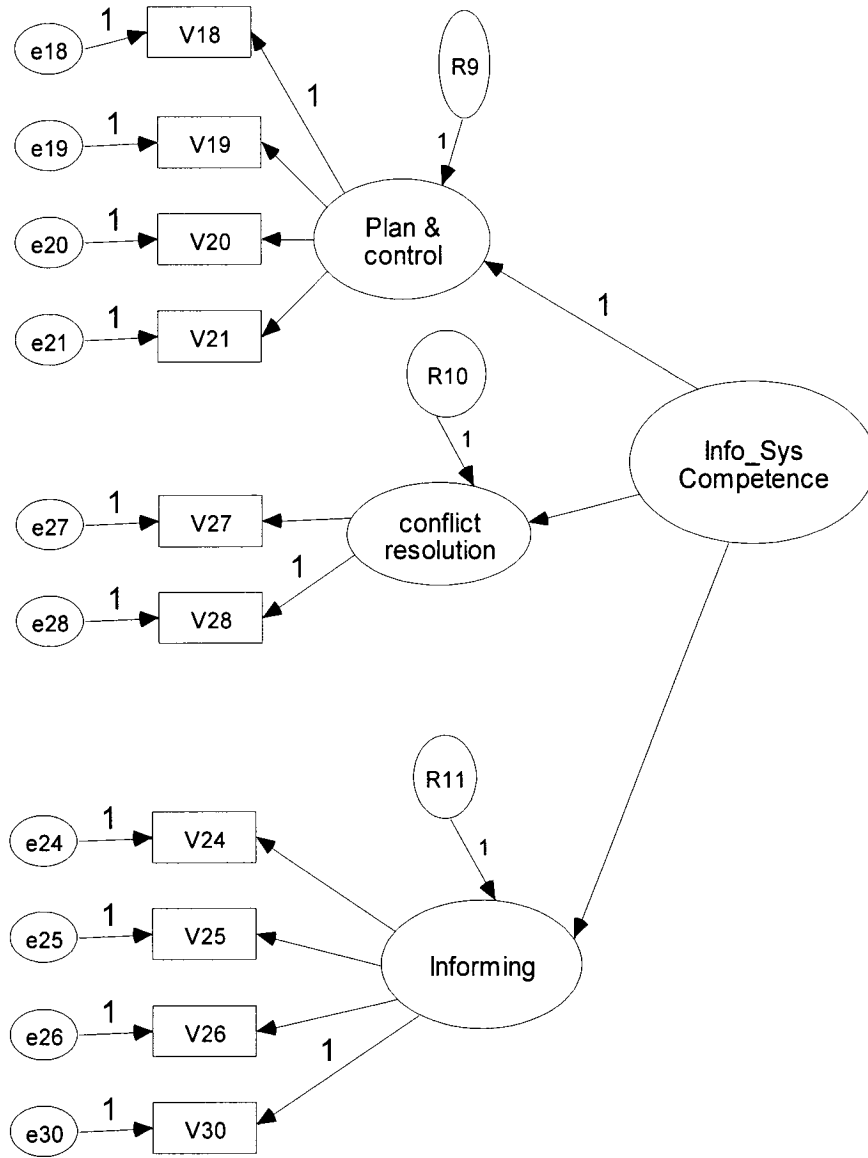 1
e18
V18
1
R9
1
e19
V19
1
Plan &
control
1
e20
V20
1
1
e21
V21
R10
1
Info_Sys
Competence
1
e27
V27
conflict
resolution
1
1
e28
V28
R11
1
e24
V24
1
1
e25
V25
Informing
1
e26
V26
1
1
e30
V30